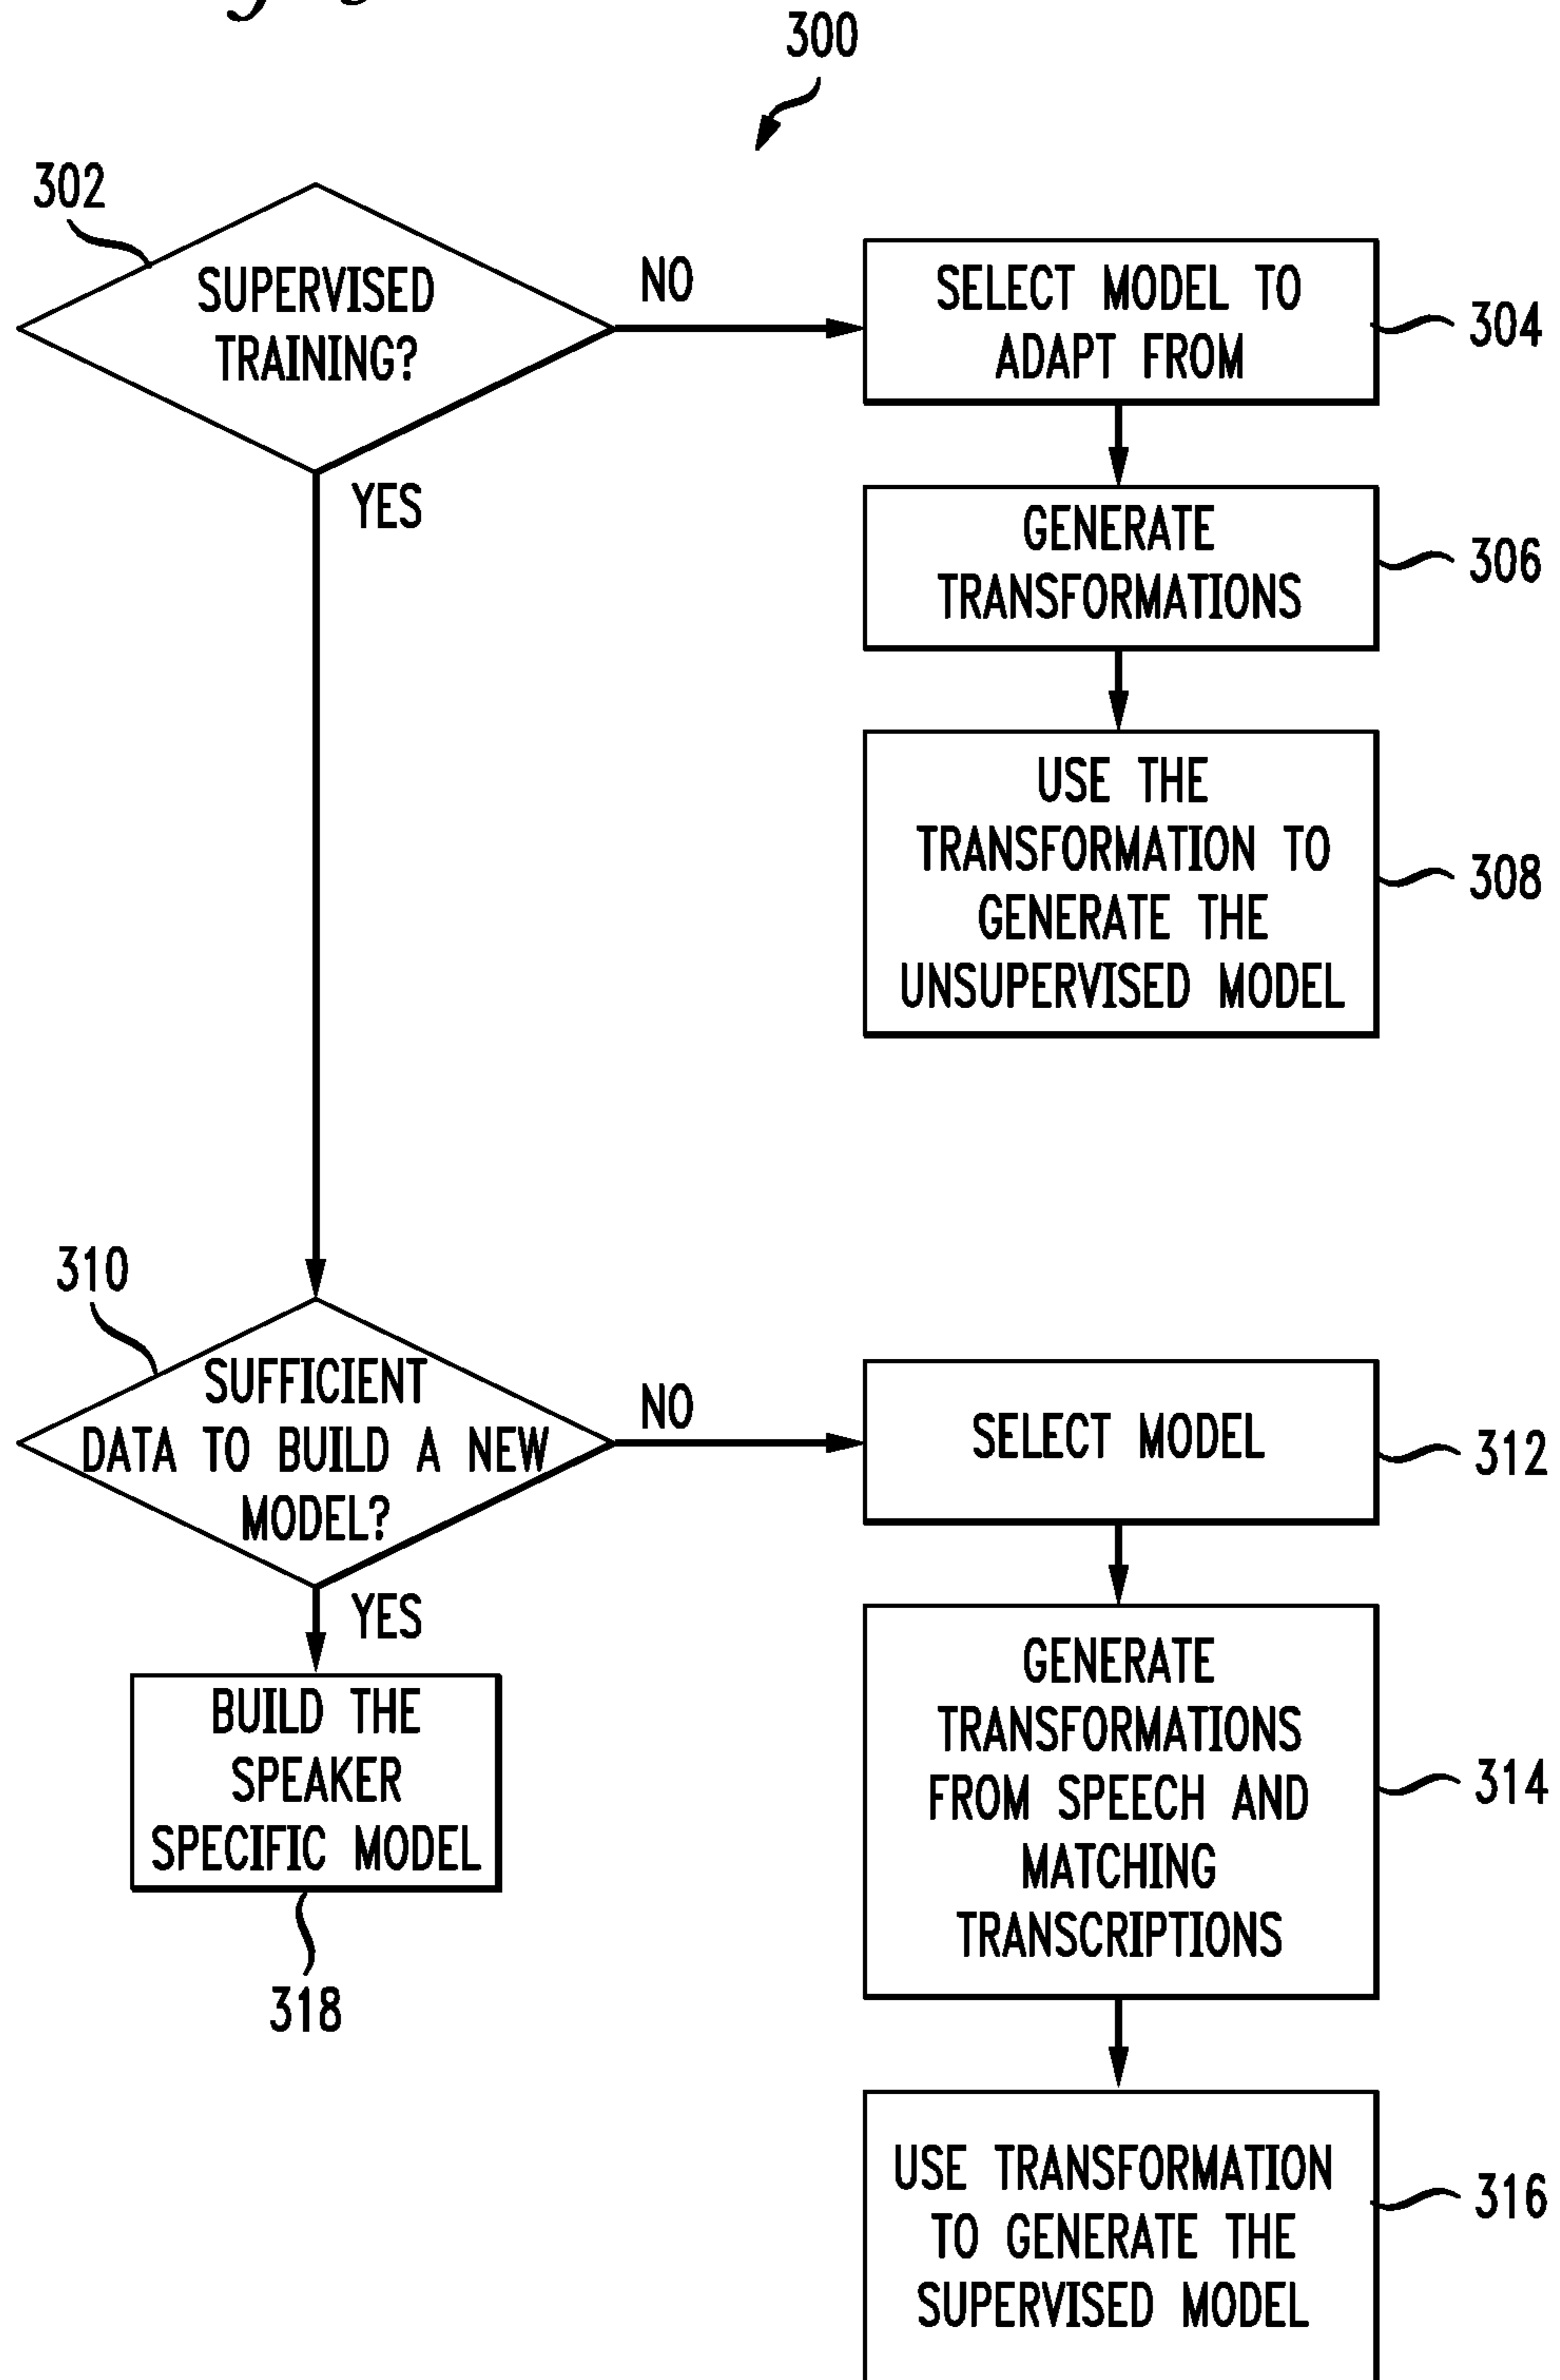 300
302
SUPERVISED
TRAINING?
NO
YES
SELECT MODEL TO
ADAPT FROM
304
GENERATE
TRANSFORMATIONS
306
USE THE
TRANSFORMATION TO
GENERATE THE
UNSUPERVISED MODEL
308
310
SUFFICIENT
DATA TO BUILD A NEW
MODEL?
NO
YES
SELECT MODEL
312
GENERATE
TRANSFORMATIONS
FROM SPEECH AND
MATCHING
TRANSCRIPTIONS
314
BUILD THE
SPEAKER
SPECIFIC MODEL
318
USE TRANSFORMATION
TO GENERATE THE
SUPERVISED MODEL
316